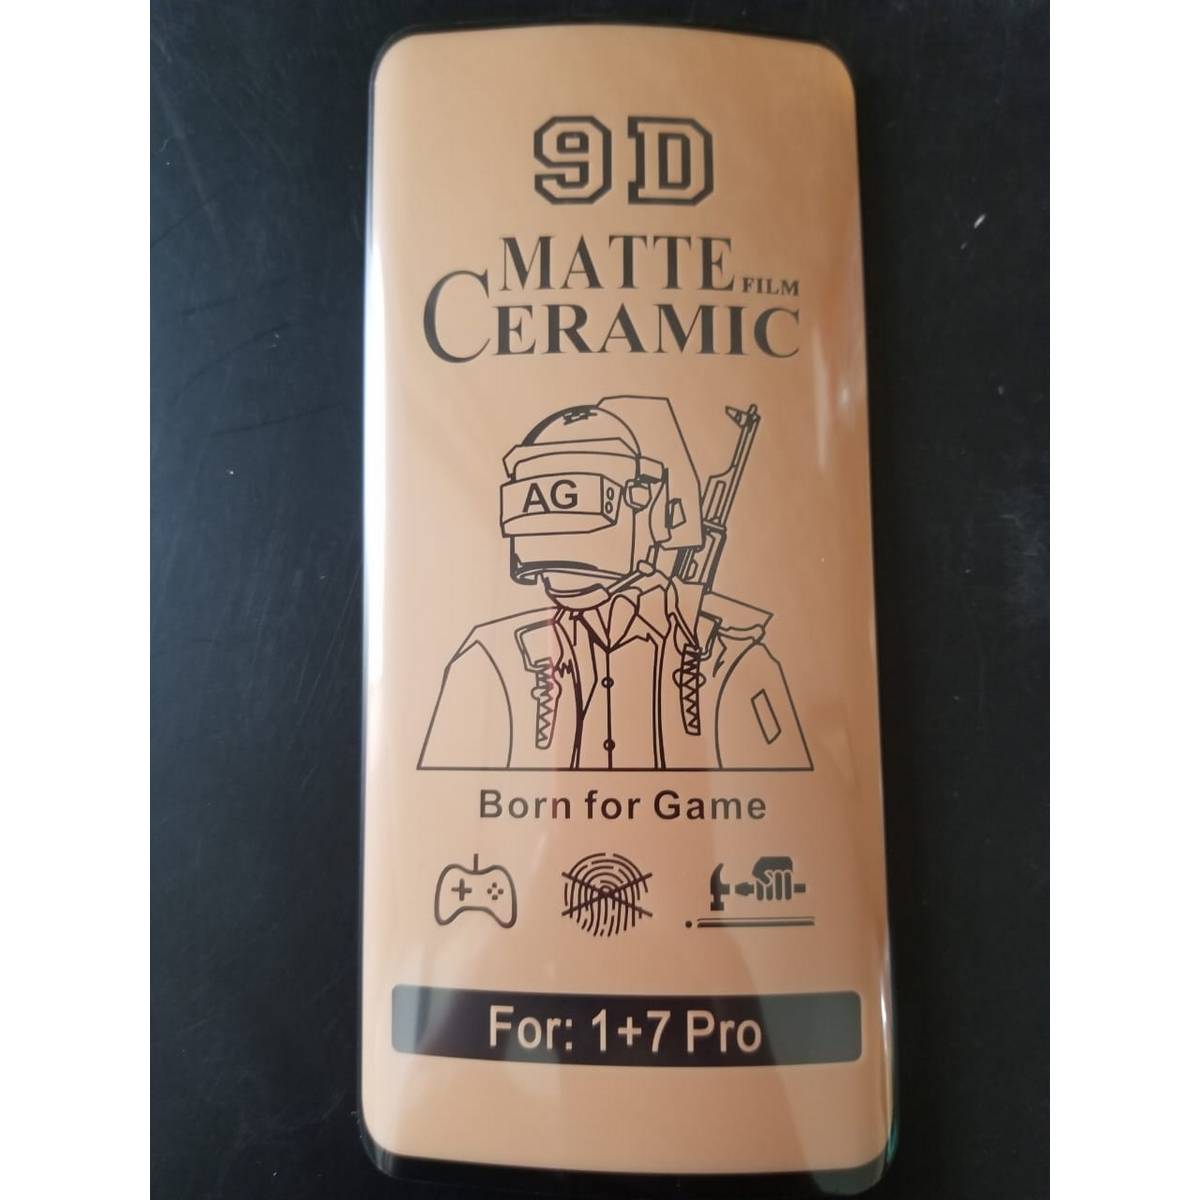 9D
MATTE FILM
CERAMIC
AG
Born for Game
For: 1+7 Pro